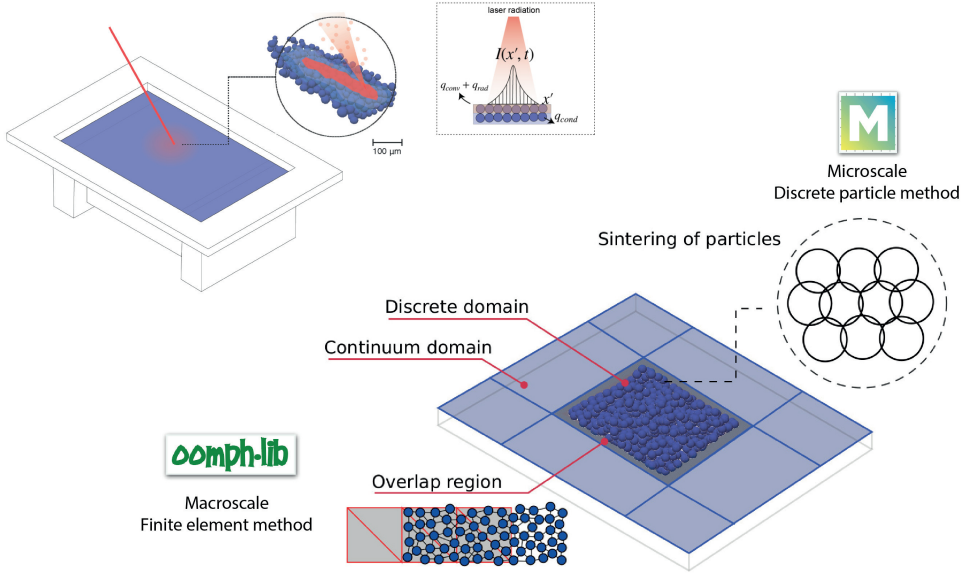 laser radiation
I(x′, t)
q_conv + q_rad
x′
q_cond
100 μm
M
Microscale
Discrete particle method
Sintering of particles
Discrete domain
Continuum domain
oomph-lib
Macroscale
Finite element method
Overlap region